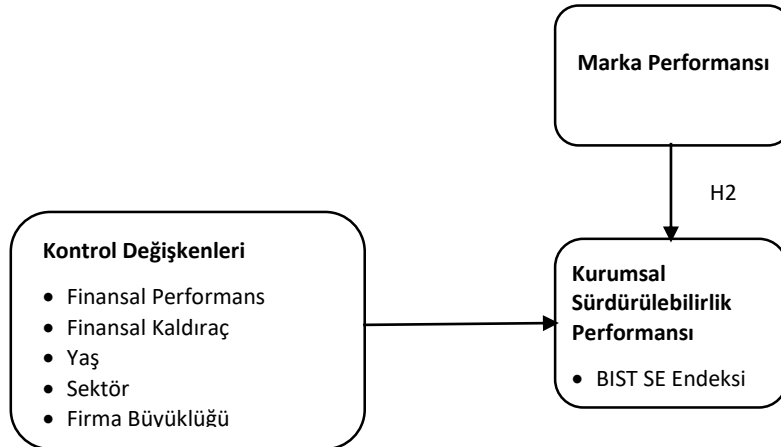 Marka Performansı
H2
Kontrol Değişkenleri
• Finansal Performans
• Finansal Kaldıraç
• Yaş
• Sektör
• Firma Büyüklüğü
Kurumsal
Sürdürülebilirlik
Performansı
• BIST SE Endeksi